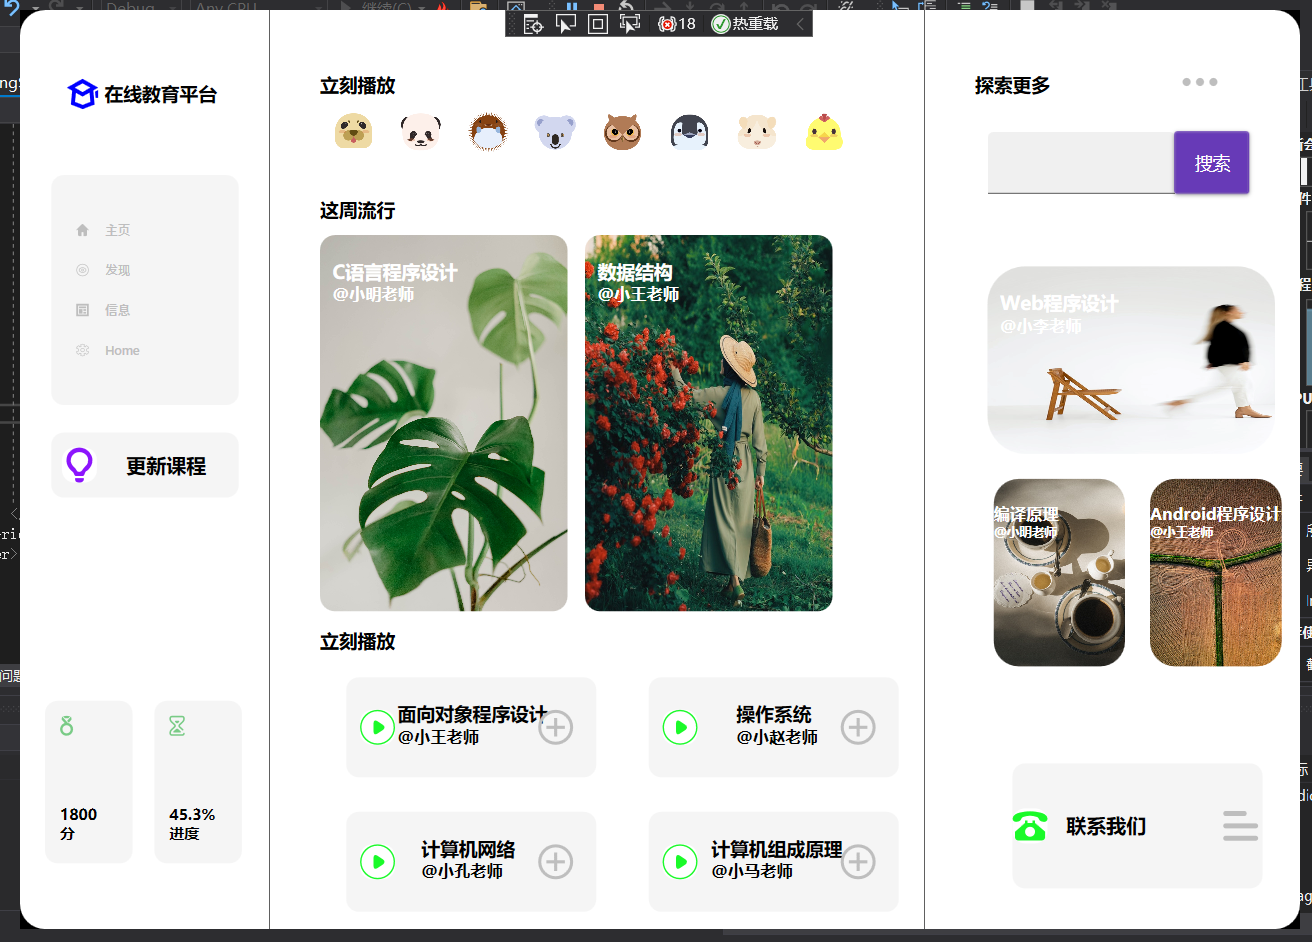 Debug
Any CPU
继续(C)
18
热重载
在线教育平台
主页
发现
信息
Home
更新课程
1800
分
45.3%
进度
立刻播放
这周流行
C语言程序设计
@小明老师
数据结构
@小王老师
立刻播放
面向对象程序设计
@小王老师
操作系统
@小赵老师
计算机网络
@小孔老师
计算机组成原理
@小马老师
探索更多
搜索
Web程序设计
@小李老师
编译原理
@小明老师
Android程序设计
@小王老师
联系我们